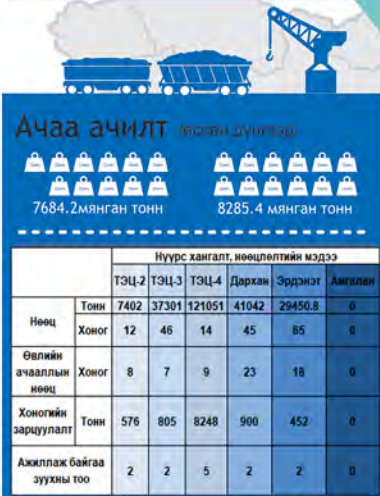 Ачаа ачилт (өссөн дүнгээр)
7684.2мянган тонн 8285.4 мянган тонн
Нүүрс хангалт, нөөцлөлтийн мэдээ
ТЭЦ-2 ТЭЦ-3 ТЭЦ-4 Дархан Эрдэнэт Амгалан
Нөөц Тонн 7402 37301 121051 41042 29450.8 0
Хоног 12 46 14 45 65 0
Өвлийн ачааллын нөөц Хоног 8 7 9 23 18 0
Хоногийн зарцуулалт Тонн 576 805 8248 900 452 0
Ажиллаж байгаа зуухны тоо 2 2 5 2 2 0